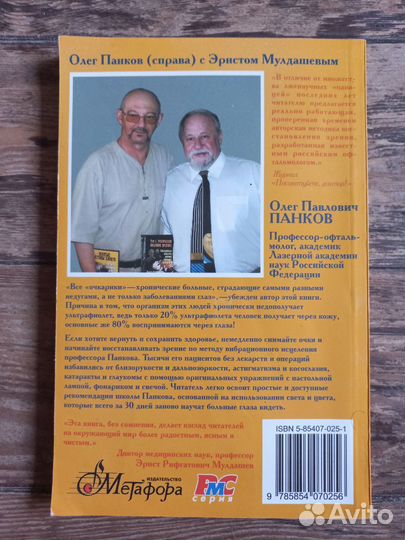 Олег Панков (справа) с Эрнстом Мулдашевым
"В отличие от множест-
ва лженаучных «пана-
цей» последних лет
читателю предлагается
реально работающая,
проверенная временем
авторская методика вос-
становления зрения,
разработанная извест-
ным российским оф-
тальмологом."
Журнал
«Посоветуйте, доктор!»
Олег Павлович
ПАНКОВ
Профессор-офталь-
молог, академик
Лазерной академии
наук Российской
Федерации
"Все «очкарики» — хронические больные, страдающие самыми разными
недугами, а не только заболеваниями глаз», — убежден автор этой книги.
Причина в том, что организм этих людей хронически недополучает
ультрафиолет, ведь только 20% ультрафиолета человек получает через кожу,
основные же 80% воспринимаются через глаза!
Если хотите вернуть и сохранить здоровье, немедленно снимайте очки и
начинайте восстанавливать зрение по методу вибрационного исцеления
профессора Панкова. Тысячи его пациентов без лекарств и операций
избавились от близорукости и дальнозоркости, астигматизма и косоглазия,
катаракты и глаукомы с помощью оригинальных упражнений с настольной
лампой, фонариком и свечой. Читатель легко освоит простые и доступные
рекомендации школы Панкова, основанной на использовании света и цвета,
которые всего за 30 дней заново научат больные глаза видеть.
"Эта книга, без сомнения, делает взгляд читателей
на окружающий мир более радостным, ясным и
чистым."
Доктор медицинских наук, профессор
Эрнст Рифгатович Мулдашев
ИЗДАТЕЛЬСТВО
Метафора
РМС
серия
ISBN 5-85407-025-1
9 785854 070256
Avito